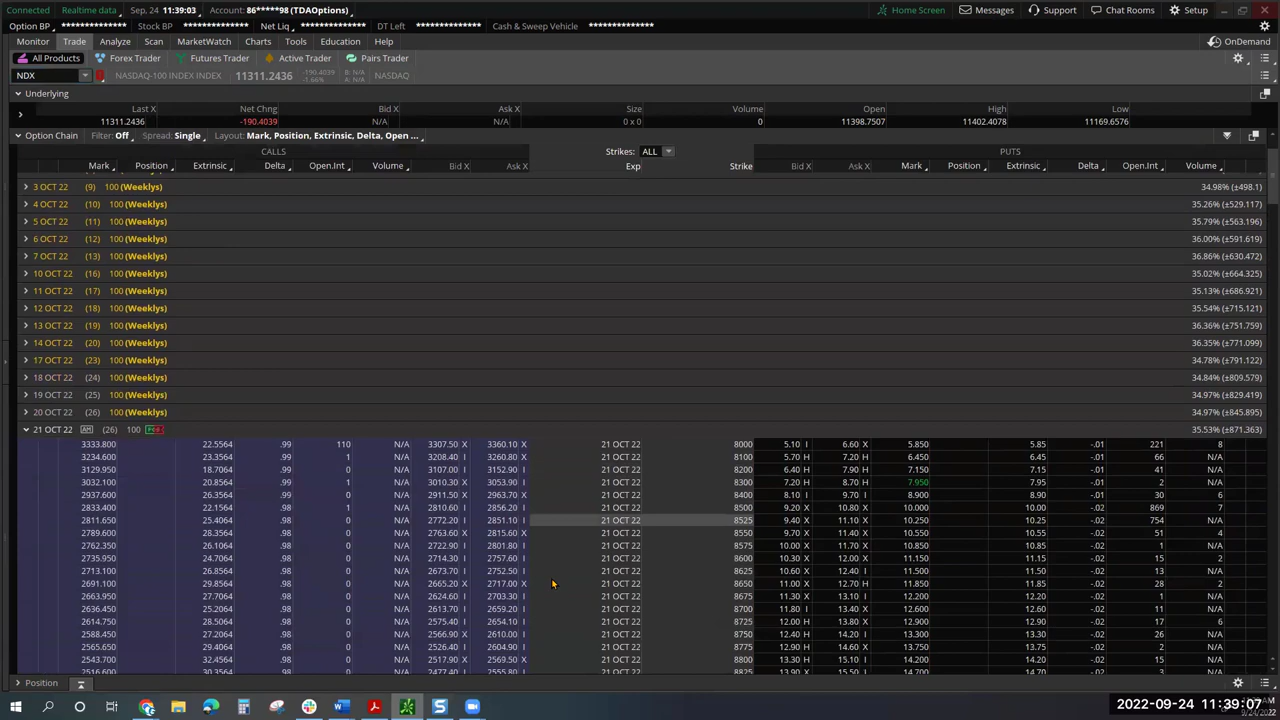 Connected Realtime data Sep, 24 11:39:03 Account: 86*****98 (TDAOptions) Home Screen Messages Support Chat Rooms Setup
Option BP ************** Stock BP ************** Net Liq ************** DT Left ************** Cash & Sweep Vehicle **************
Monitor Trade Analyze Scan MarketWatch Charts Tools Education Help OnDemand
All Products Forex Trader Futures Trader Active Trader Pairs Trader
NDX NASDAQ-100 INDEX INDEX 11311.2436 -190.4039 -1.66% B: N/A A: N/A NASDAQ
Underlying
Last X Net Chng Bid X Ask X Size Volume Open High Low
11311.2436 -190.4039 N/A N/A 0 x 0 0 11398.7507 11402.4078 11169.6576
Option Chain Filter: Off Spread: Single Layout: Mark, Position, Extrinsic, Delta, Open ...
CALLS Strikes: ALL PUTS
Mark Position Extrinsic Delta Open.Int Volume Bid X Ask X Exp Strike Bid X Ask X Mark Position Extrinsic Delta Open.Int Volume
3 OCT 22 (9) 100 (Weeklys) 34.98% (±498.1)
4 OCT 22 (10) 100 (Weeklys) 35.26% (±529.117)
5 OCT 22 (11) 100 (Weeklys) 35.79% (±563.196)
6 OCT 22 (12) 100 (Weeklys) 36.00% (±591.619)
7 OCT 22 (13) 100 (Weeklys) 36.86% (±630.472)
10 OCT 22 (16) 100 (Weeklys) 35.02% (±664.325)
11 OCT 22 (17) 100 (Weeklys) 35.13% (±686.921)
12 OCT 22 (18) 100 (Weeklys) 35.54% (±715.121)
13 OCT 22 (19) 100 (Weeklys) 36.36% (±751.759)
14 OCT 22 (20) 100 (Weeklys) 36.35% (±771.099)
17 OCT 22 (23) 100 (Weeklys) 34.78% (±791.122)
18 OCT 22 (24) 100 (Weeklys) 34.84% (±809.579)
19 OCT 22 (25) 100 (Weeklys) 34.97% (±829.419)
20 OCT 22 (26) 100 (Weeklys) 34.97% (±845.895)
21 OCT 22 AM (26) 100 35.53% (±871.363)
3333.800 22.5564 .99 110 N/A 3307.50 I 3360.10 X 21 OCT 22 8000 5.10 I 6.60 X 5.850 5.85 -.01 221 8
3234.600 23.3564 .99 1 N/A 3208.40 I 3260.80 X 21 OCT 22 8100 5.70 H 7.20 H 6.450 6.45 -.01 66 N/A
3129.950 18.7064 .99 0 N/A 3107.00 I 3152.90 I 21 OCT 22 8200 6.40 H 7.90 H 7.150 7.15 -.01 41 N/A
3032.100 20.8564 .99 1 N/A 3010.30 X 3053.90 I 21 OCT 22 8300 7.20 H 8.70 H 7.950 7.95 -.01 2 N/A
2937.600 26.3564 .99 0 N/A 2911.50 X 2963.70 X 21 OCT 22 8400 8.10 I 9.70 I 8.900 8.90 -.01 30 6
2833.400 22.1564 .99 1 N/A 2810.60 X 2856.20 I 21 OCT 22 8500 9.20 X 10.80 X 10.000 10.00 -.02 869 7
2811.650 25.4064 .98 0 N/A 2772.20 I 2851.10 I 21 OCT 22 8525 9.40 X 11.10 X 10.250 10.25 -.02 754 N/A
2789.600 28.3564 .98 0 N/A 2763.60 X 2815.60 X 21 OCT 22 8550 9.70 X 11.40 X 10.550 10.55 -.02 51 4
2762.350 26.1064 .98 0 N/A 2722.90 I 2801.80 I 21 OCT 22 8575 10.00 X 11.70 X 10.850 10.85 -.02 1 N/A
2735.950 24.7064 .98 0 N/A 2714.30 I 2757.60 I 21 OCT 22 8600 10.30 X 12.00 X 11.150 11.15 -.02 15 2
2713.100 26.8564 .98 0 N/A 2673.70 I 2752.50 I 21 OCT 22 8625 10.60 X 12.40 I 11.500 11.50 -.02 13 N/A
2691.100 29.8564 .98 0 N/A 2665.20 X 2717.00 X 21 OCT 22 8650 11.00 X 12.70 H 11.850 11.85 -.02 28 2
2663.950 27.7064 .98 0 N/A 2624.60 I 2703.30 I 21 OCT 22 8675 11.30 X 13.10 I 12.200 12.20 -.02 1 N/A
2636.450 25.2064 .98 0 N/A 2613.70 I 2659.20 I 21 OCT 22 8700 11.80 I 13.40 X 12.600 12.60 -.02 11 N/A
2614.750 28.5064 .98 0 N/A 2575.40 I 2654.10 I 21 OCT 22 8725 12.00 X 13.80 X 12.900 12.90 -.02 17 6
2588.450 27.2064 .98 0 N/A 2566.90 X 2610.00 I 21 OCT 22 8750 12.40 H 14.20 I 13.300 13.30 -.02 26 N/A
2565.650 29.4064 .98 0 N/A 2526.40 I 2604.90 I 21 OCT 22 8775 12.90 H 14.60 X 13.750 13.75 -.02 3 N/A
2543.700 32.4564 .98 0 N/A 2517.90 X 2569.50 X 21 OCT 22 8800 13.30 H 15.10 I 14.200 14.20 -.02 15 N/A
2516.600 30.3564 .98 0 N/A 2477.40 I 2555.80 I 21 OCT 22 8825
Position
2022-09-24 11:39:07